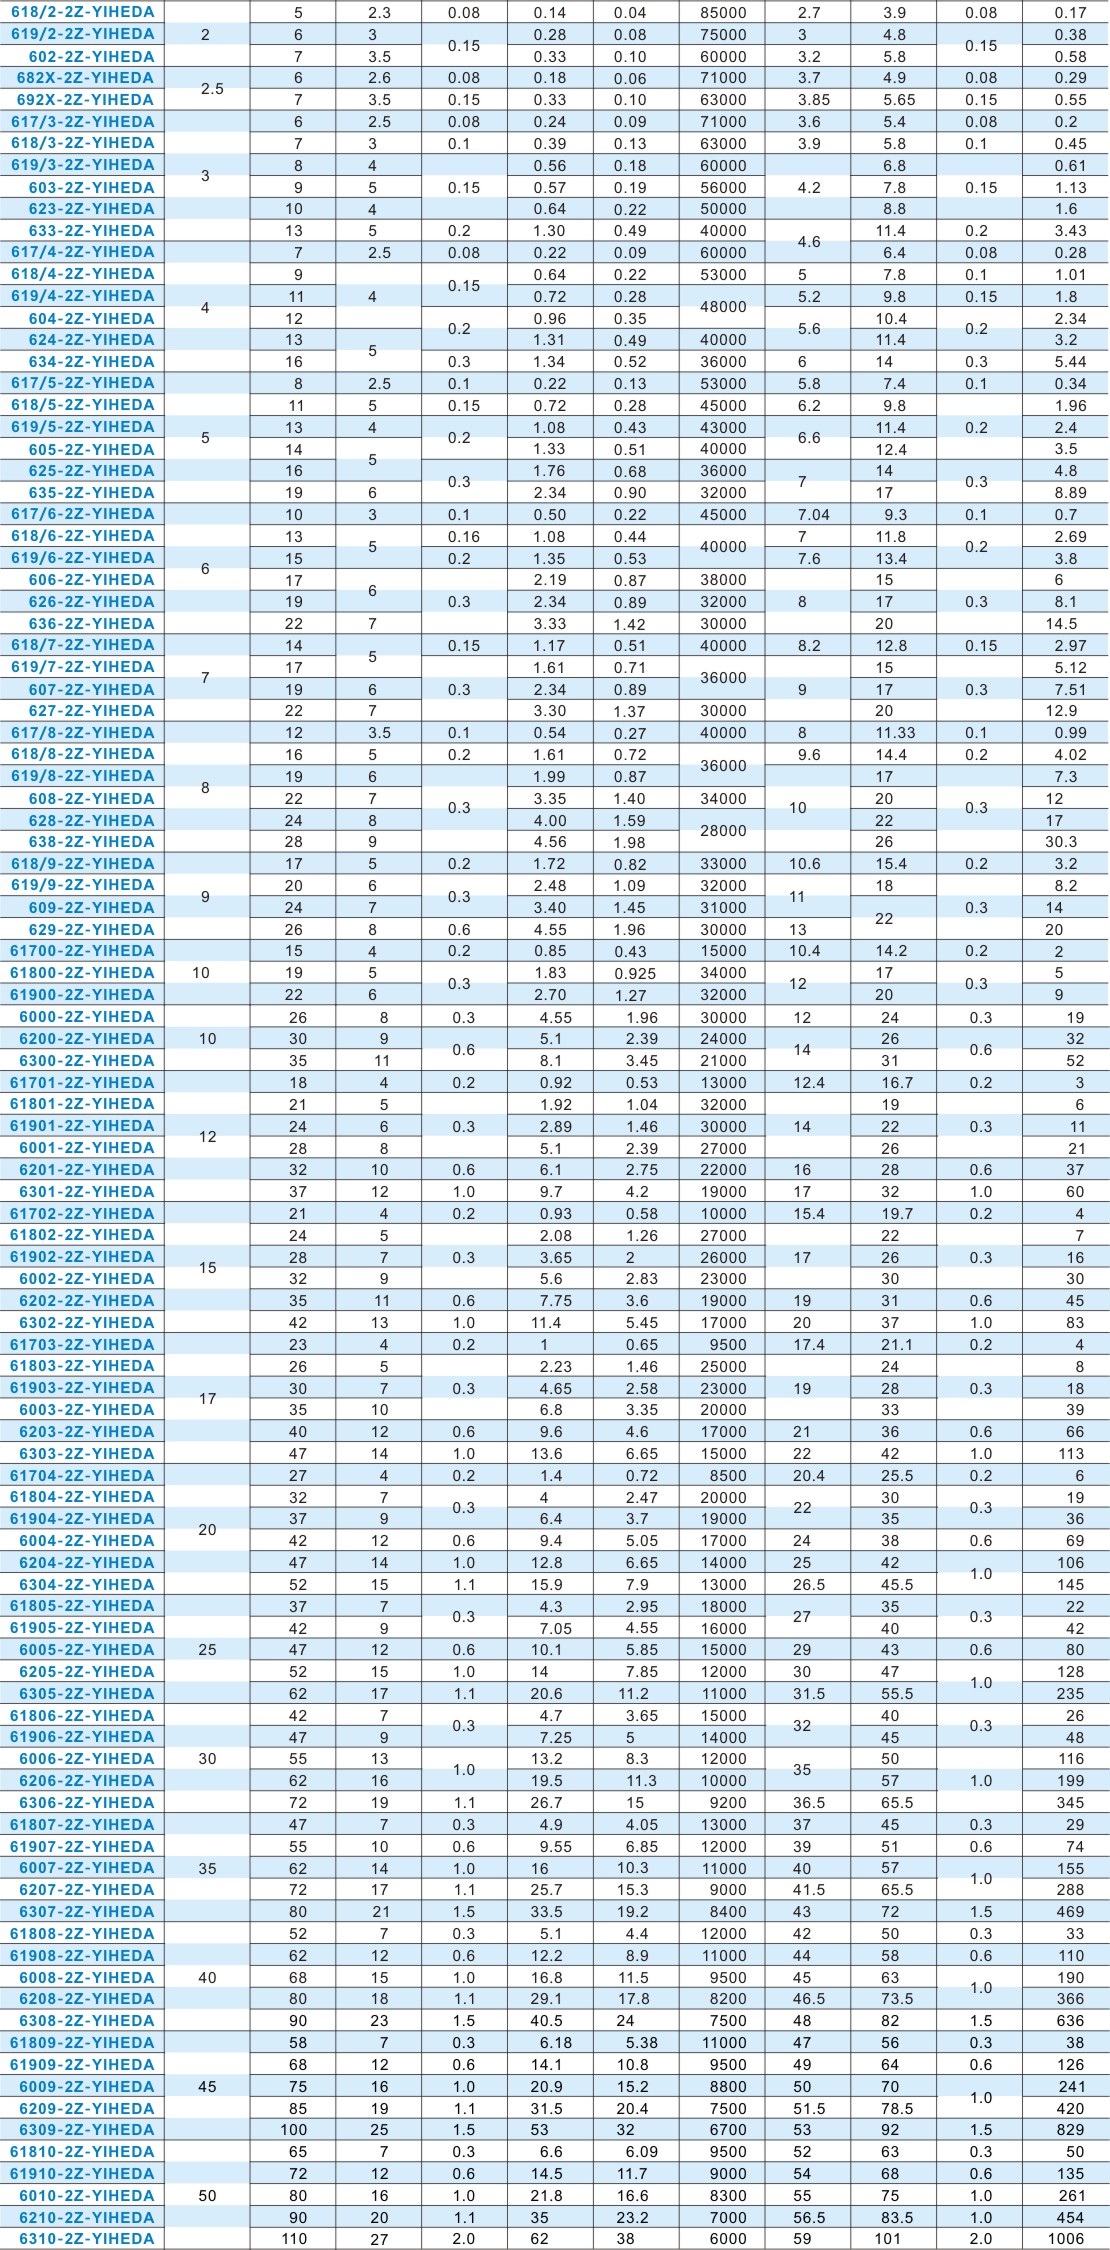 618/2-2Z-YIHEDA 5 2.3 0.08 0.14 0.04 85000 2.7 3.9 0.08 0.17
619/2-2Z-YIHEDA 2 6 3 0.15 0.28 0.08 75000 3 4.8 0.15 0.38
602-2Z-YIHEDA 7 3.5 0.33 0.10 60000 3.2 5.8 0.58
682X-2Z-YIHEDA 2.5 6 2.6 0.08 0.18 0.06 71000 3.7 4.9 0.08 0.29
692X-2Z-YIHEDA 7 3.5 0.15 0.33 0.10 63000 3.85 5.65 0.15 0.55
617/3-2Z-YIHEDA 6 2.5 0.08 0.24 0.09 71000 3.6 5.4 0.08 0.2
618/3-2Z-YIHEDA 7 3 0.1 0.39 0.13 63000 3.9 5.8 0.1 0.45
619/3-2Z-YIHEDA 3 8 4 0.56 0.18 60000 6.8 0.61
603-2Z-YIHEDA 9 5 0.15 0.57 0.19 56000 4.2 7.8 0.15 1.13
623-2Z-YIHEDA 10 4 0.64 0.22 50000 8.8 1.6
633-2Z-YIHEDA 13 5 0.2 1.30 0.49 40000 4.6 11.4 0.2 3.43
617/4-2Z-YIHEDA 7 2.5 0.08 0.22 0.09 60000 6.4 0.08 0.28
618/4-2Z-YIHEDA 9 0.15 0.64 0.22 53000 5 7.8 0.1 1.01
619/4-2Z-YIHEDA 4 11 4 0.72 0.28 48000 5.2 9.8 0.15 1.8
604-2Z-YIHEDA 12 0.2 0.96 0.35 5.6 10.4 0.2 2.34
624-2Z-YIHEDA 13 5 1.31 0.49 40000 11.4 3.2
634-2Z-YIHEDA 16 0.3 1.34 0.52 36000 6 14 0.3 5.44
617/5-2Z-YIHEDA 8 2.5 0.1 0.22 0.13 53000 5.8 7.4 0.1 0.34
618/5-2Z-YIHEDA 11 5 0.15 0.72 0.28 45000 6.2 9.8 1.96
619/5-2Z-YIHEDA 5 13 4 0.2 1.08 0.43 43000 6.6 11.4 0.2 2.4
605-2Z-YIHEDA 14 5 1.33 0.51 40000 12.4 3.5
625-2Z-YIHEDA 16 0.3 1.76 0.68 36000 7 14 0.3 4.8
635-2Z-YIHEDA 19 6 2.34 0.90 32000 17 8.89
617/6-2Z-YIHEDA 10 3 0.1 0.50 0.22 45000 7.04 9.3 0.1 0.7
618/6-2Z-YIHEDA 13 5 0.16 1.08 0.44 40000 7 11.8 0.2 2.69
619/6-2Z-YIHEDA 6 15 0.2 1.35 0.53 7.6 13.4 3.8
606-2Z-YIHEDA 17 6 2.19 0.87 38000 15 6
626-2Z-YIHEDA 19 0.3 2.34 0.89 32000 8 17 0.3 8.1
636-2Z-YIHEDA 22 7 3.33 1.42 30000 20 14.5
618/7-2Z-YIHEDA 14 5 0.15 1.17 0.51 40000 8.2 12.8 0.15 2.97
619/7-2Z-YIHEDA 7 17 1.61 0.71 36000 15 5.12
607-2Z-YIHEDA 19 6 0.3 2.34 0.89 9 17 0.3 7.51
627-2Z-YIHEDA 22 7 3.30 1.37 30000 20 12.9
617/8-2Z-YIHEDA 12 3.5 0.1 0.54 0.27 40000 8 11.33 0.1 0.99
618/8-2Z-YIHEDA 16 5 0.2 1.61 0.72 36000 9.6 14.4 0.2 4.02
619/8-2Z-YIHEDA 8 19 6 1.99 0.87 17 7.3
608-2Z-YIHEDA 22 7 0.3 3.35 1.40 34000 10 20 0.3 12
628-2Z-YIHEDA 24 8 4.00 1.59 28000 22 17
638-2Z-YIHEDA 28 9 4.56 1.98 26 30.3
618/9-2Z-YIHEDA 17 5 0.2 1.72 0.82 33000 10.6 15.4 0.2 3.2
619/9-2Z-YIHEDA 9 20 6 0.3 2.48 1.09 32000 11 18 8.2
609-2Z-YIHEDA 24 7 3.40 1.45 31000 22 0.3 14
629-2Z-YIHEDA 26 8 0.6 4.55 1.96 30000 13 20
61700-2Z-YIHEDA 15 4 0.2 0.85 0.43 15000 10.4 14.2 0.2 2
61800-2Z-YIHEDA 10 19 5 0.3 1.83 0.925 34000 12 17 0.3 5
61900-2Z-YIHEDA 22 6 2.70 1.27 32000 20 9
6000-2Z-YIHEDA 26 8 0.3 4.55 1.96 30000 12 24 0.3 19
6200-2Z-YIHEDA 10 30 9 0.6 5.1 2.39 24000 14 26 0.6 32
6300-2Z-YIHEDA 35 11 8.1 3.45 21000 31 52
61701-2Z-YIHEDA 18 4 0.2 0.92 0.53 13000 12.4 16.7 0.2 3
61801-2Z-YIHEDA 21 5 1.92 1.04 32000 19 6
61901-2Z-YIHEDA 12 24 6 0.3 2.89 1.46 30000 14 22 0.3 11
6001-2Z-YIHEDA 28 8 5.1 2.39 27000 26 21
6201-2Z-YIHEDA 32 10 0.6 6.1 2.75 22000 16 28 0.6 37
6301-2Z-YIHEDA 37 12 1.0 9.7 4.2 19000 17 32 1.0 60
61702-2Z-YIHEDA 21 4 0.2 0.93 0.58 10000 15.4 19.7 0.2 4
61802-2Z-YIHEDA 24 5 2.08 1.26 27000 22 7
61902-2Z-YIHEDA 15 28 7 0.3 3.65 2 26000 17 26 0.3 16
6002-2Z-YIHEDA 32 9 5.6 2.83 23000 30 30
6202-2Z-YIHEDA 35 11 0.6 7.75 3.6 19000 19 31 0.6 45
6302-2Z-YIHEDA 42 13 1.0 11.4 5.45 17000 20 37 1.0 83
61703-2Z-YIHEDA 23 4 0.2 1 0.65 9500 17.4 21.1 0.2 4
61803-2Z-YIHEDA 26 5 2.23 1.46 25000 24 8
61903-2Z-YIHEDA 17 30 7 0.3 4.65 2.58 23000 19 28 0.3 18
6003-2Z-YIHEDA 35 10 6.8 3.35 20000 33 39
6203-2Z-YIHEDA 40 12 0.6 9.6 4.6 17000 21 36 0.6 66
6303-2Z-YIHEDA 47 14 1.0 13.6 6.65 15000 22 42 1.0 113
61704-2Z-YIHEDA 27 4 0.2 1.4 0.72 8500 20.4 25.5 0.2 6
61804-2Z-YIHEDA 32 7 0.3 4 2.47 20000 22 30 0.3 19
61904-2Z-YIHEDA 20 37 9 6.4 3.7 19000 35 36
6004-2Z-YIHEDA 42 12 0.6 9.4 5.05 17000 24 38 0.6 69
6204-2Z-YIHEDA 47 14 1.0 12.8 6.65 14000 25 42 1.0 106
6304-2Z-YIHEDA 52 15 1.1 15.9 7.9 13000 26.5 45.5 145
61805-2Z-YIHEDA 37 7 0.3 4.3 2.95 18000 27 35 0.3 22
61905-2Z-YIHEDA 42 9 7.05 4.55 16000 40 42
6005-2Z-YIHEDA 25 47 12 0.6 10.1 5.85 15000 29 43 0.6 80
6205-2Z-YIHEDA 52 15 1.0 14 7.85 12000 30 47 1.0 128
6305-2Z-YIHEDA 62 17 1.1 20.6 11.2 11000 31.5 55.5 235
61806-2Z-YIHEDA 42 7 0.3 4.7 3.65 15000 32 40 0.3 26
61906-2Z-YIHEDA 47 9 7.25 5 14000 45 48
6006-2Z-YIHEDA 30 55 13 1.0 13.2 8.3 12000 35 50 116
6206-2Z-YIHEDA 62 16 19.5 11.3 10000 57 1.0 199
6306-2Z-YIHEDA 72 19 1.1 26.7 15 9200 36.5 65.5 345
61807-2Z-YIHEDA 47 7 0.3 4.9 4.05 13000 37 45 0.3 29
61907-2Z-YIHEDA 55 10 0.6 9.55 6.85 12000 39 51 0.6 74
6007-2Z-YIHEDA 35 62 14 1.0 16 10.3 11000 40 57 1.0 155
6207-2Z-YIHEDA 72 17 1.1 25.7 15.3 9000 41.5 65.5 288
6307-2Z-YIHEDA 80 21 1.5 33.5 19.2 8400 43 72 1.5 469
61808-2Z-YIHEDA 52 7 0.3 5.1 4.4 12000 42 50 0.3 33
61908-2Z-YIHEDA 62 12 0.6 12.2 8.9 11000 44 58 0.6 110
6008-2Z-YIHEDA 40 68 15 1.0 16.8 11.5 9500 45 63 1.0 190
6208-2Z-YIHEDA 80 18 1.1 29.1 17.8 8200 46.5 73.5 366
6308-2Z-YIHEDA 90 23 1.5 40.5 24 7500 48 82 1.5 636
61809-2Z-YIHEDA 58 7 0.3 6.18 5.38 11000 47 56 0.3 38
61909-2Z-YIHEDA 68 12 0.6 14.1 10.8 9500 49 64 0.6 126
6009-2Z-YIHEDA 45 75 16 1.0 20.9 15.2 8800 50 70 1.0 241
6209-2Z-YIHEDA 85 19 1.1 31.5 20.4 7500 51.5 78.5 420
6309-2Z-YIHEDA 100 25 1.5 53 32 6700 53 92 1.5 829
61810-2Z-YIHEDA 65 7 0.3 6.6 6.09 9500 52 63 0.3 50
61910-2Z-YIHEDA 72 12 0.6 14.5 11.7 9000 54 68 0.6 135
6010-2Z-YIHEDA 50 80 16 1.0 21.8 16.6 8300 55 75 1.0 261
6210-2Z-YIHEDA 90 20 1.1 35 23.2 7000 56.5 83.5 1.0 454
6310-2Z-YIHEDA 110 27 2.0 62 38 6000 59 101 2.0 1006